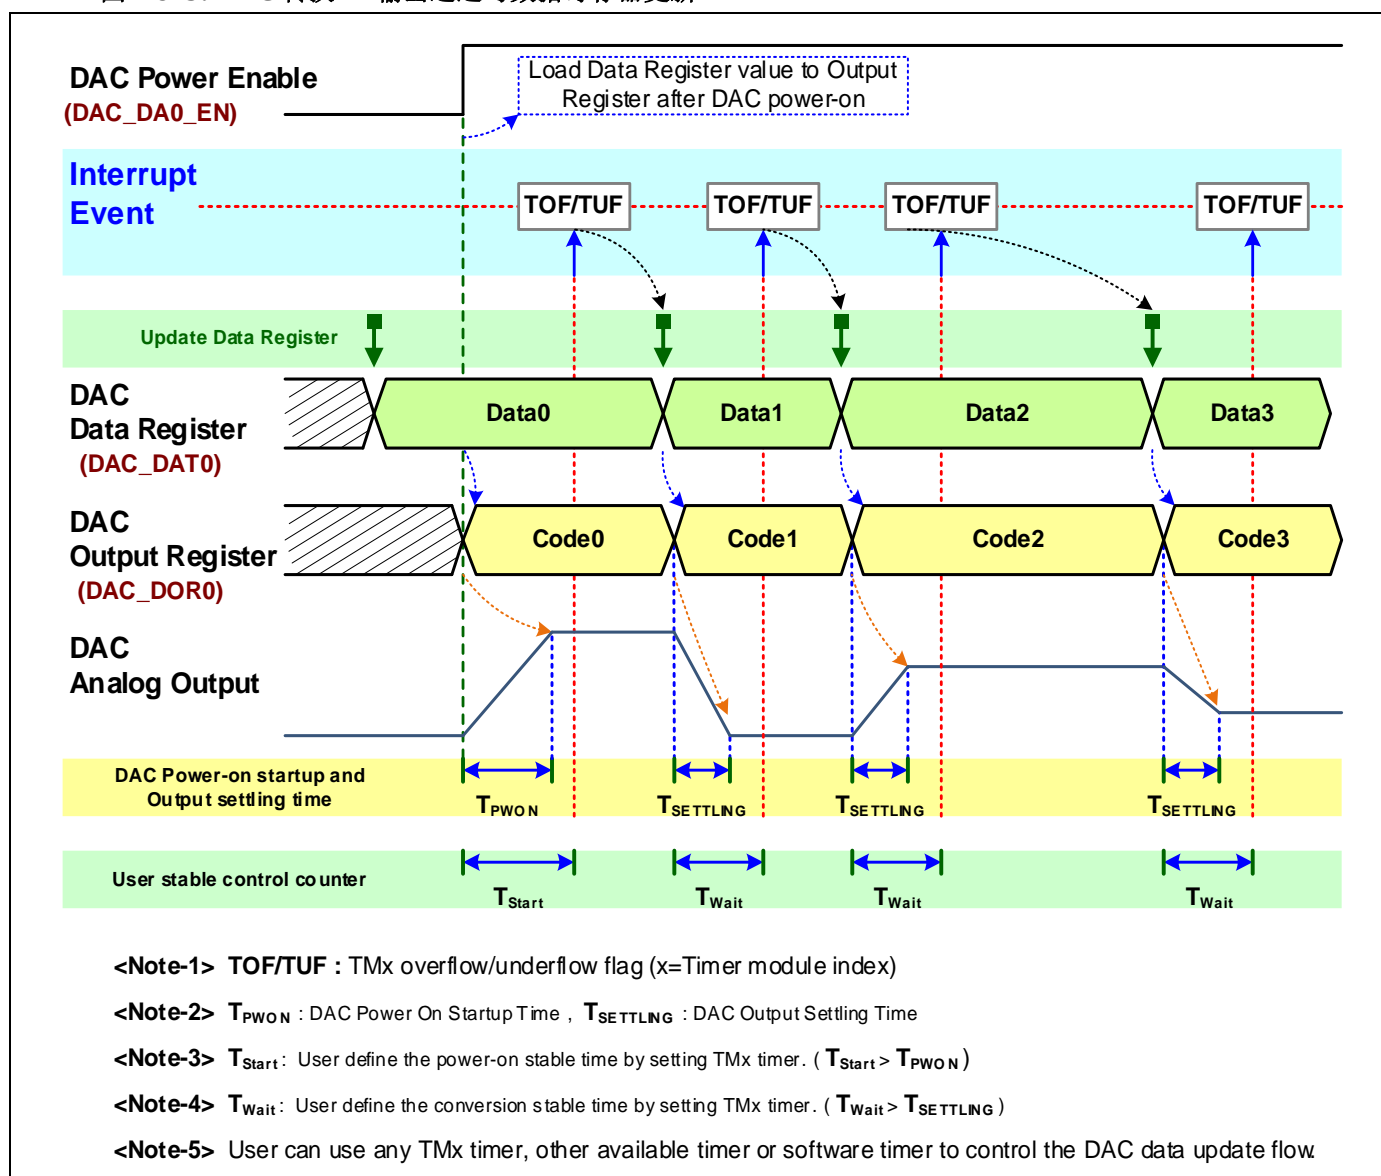 DAC Power Enable
(DAC_DA0_EN)
Load Data Register value to Output
Register after DAC power-on
Interrupt
Event
TOF/TUF TOF/TUF TOF/TUF TOF/TUF
Update Data Register
DAC
Data Register
(DAC_DAT0)
Data0 Data1 Data2 Data3
DAC
Output Register
(DAC_DOR0)
Code0 Code1 Code2 Code3
DAC
Analog Output
DAC Power-on startup and
Output settling time
TPWON TSETTLING TSETTLING TSETTLING
User stable control counter
TStart TWait TWait TWait
<Note-1> TOF/TUF : TMx overflow/underflow flag (x=Timer module index)
<Note-2> TPWON : DAC Power On Startup Time , TSETTLING : DAC Output Settling Time
<Note-3> TStart : User define the power-on stable time by setting TMx timer. ( TStart > TPWON )
<Note-4> TWait : User define the conversion stable time by setting TMx timer. ( TWait > TSETTLING )
<Note-5> User can use any TMx timer, other available timer or software timer to control the DAC data update flow.